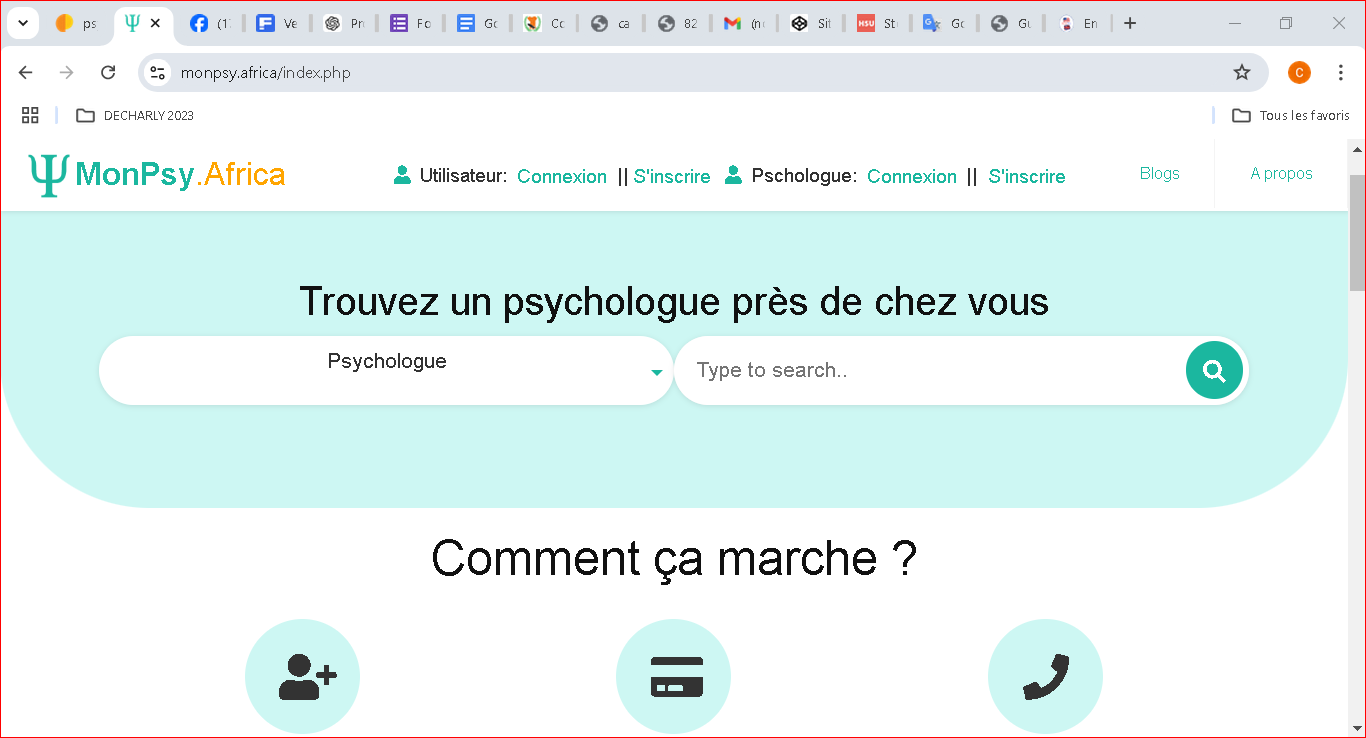 ps (1 Ve Pr Fo Go Co ca 82 (n Sit St Go Gu En
monpsy.africa/index.php
DECHARLY 2023 Tous les favoris
MonPsy.Africa Utilisateur: Connexion || S'inscrire Pschologue: Connexion || S'inscrire Blogs A propos
Trouvez un psychologue près de chez vous
Psychologue Type to search..
Comment ça marche ?